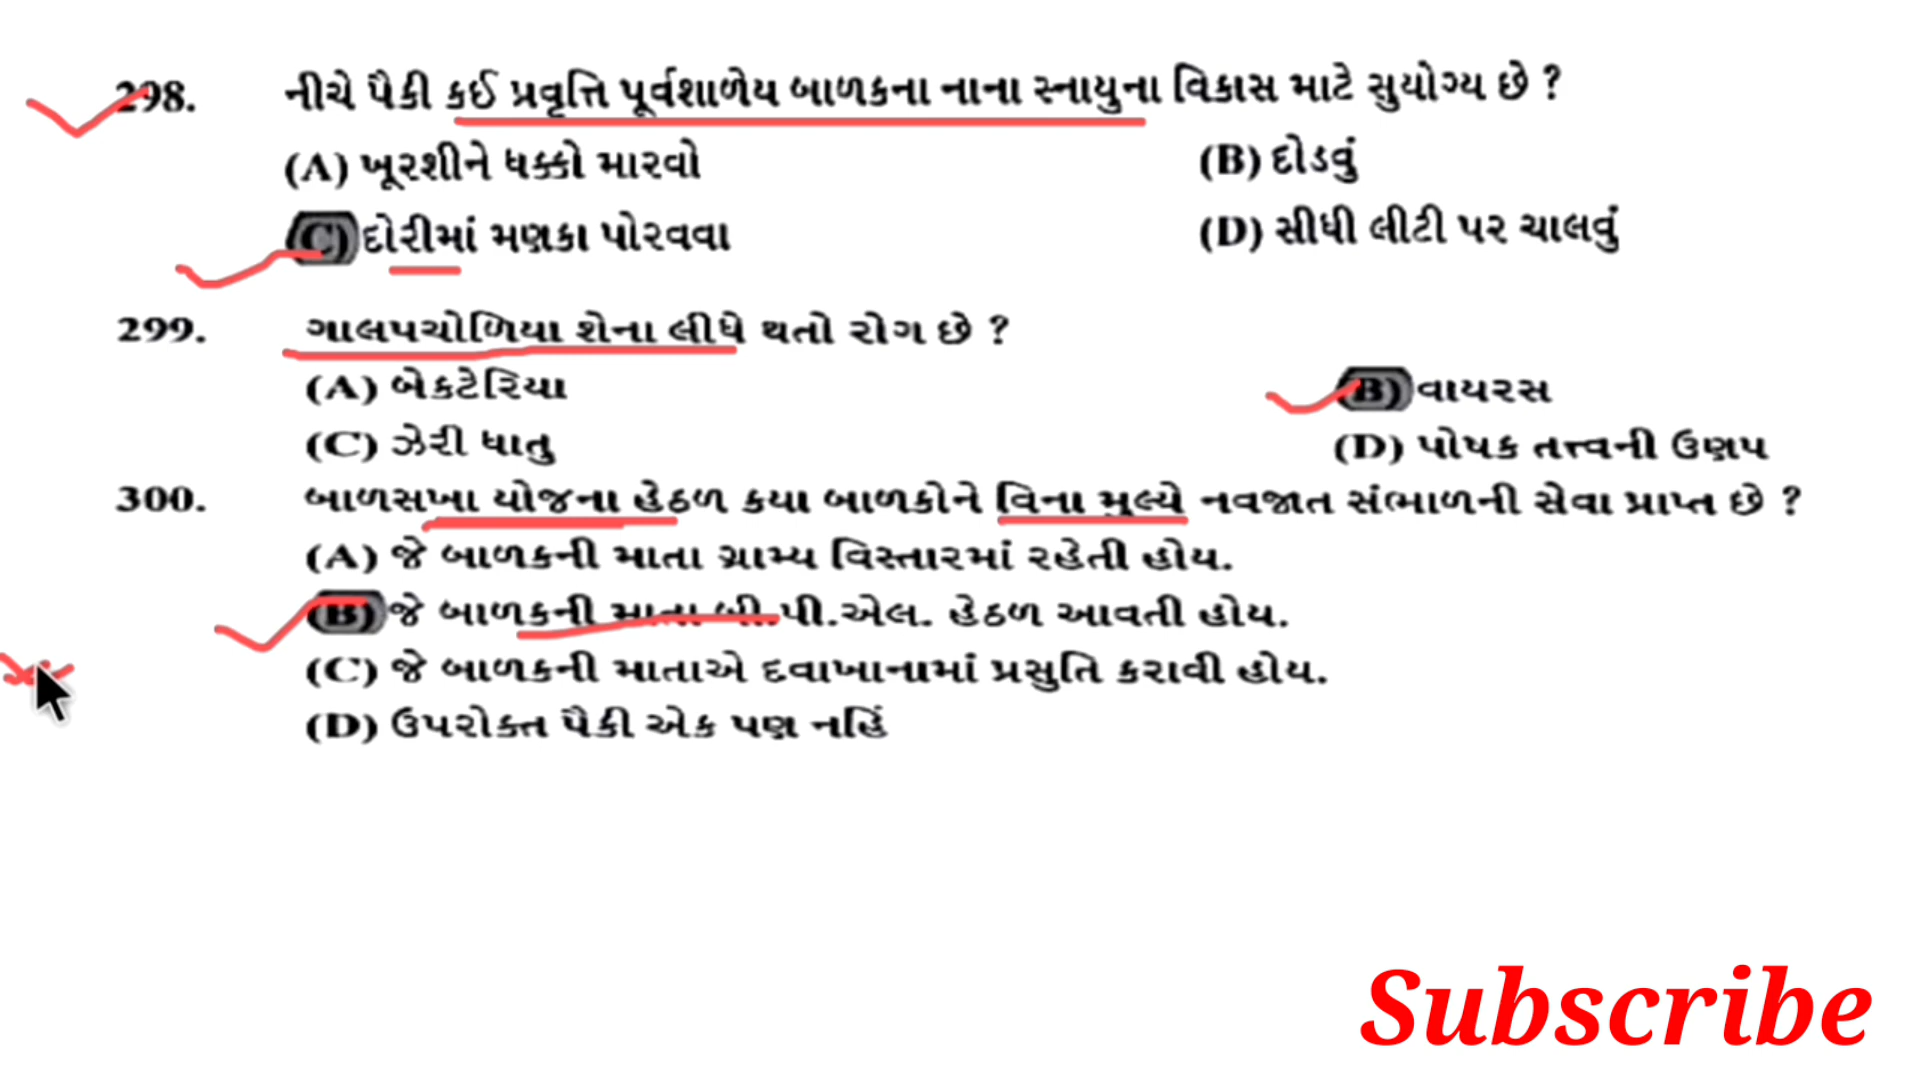 298. નીચે પૈકી કઈ પ્રવૃત્તિ પૂર્વશાળેય બાળકના નાના સ્નાયુના વિકાસ માટે સુયોગ્ય છે ?
(A) ખૂરશીને ધક્કો મારવો (B) દોડવું
(C) દોરીમાં મણકા પોરવવા (D) સીધી લીટી પર ચાલવું
299. ગાલપચોળિયા શેના લીધે થતો રોગ છે ?
(A) બેકટેરિયા (B) વાયરસ
(C) ઝેરી ધાતુ (D) પોષક તત્ત્વની ઉણપ
300. બાળસખા યોજના હેઠળ કયા બાળકોને વિના મુલ્યે નવજાત સંભાળની સેવા પ્રાપ્ત છે ?
(A) જે બાળકની માતા ગ્રામ્ય વિસ્તારમાં રહેતી હોય.
(B) જે બાળકની માતા બી.પી.એલ. હેઠળ આવતી હોય.
(C) જે બાળકની માતાએ દવાખાનામાં પ્રસુતિ કરાવી હોય.
(D) ઉપરોક્ત પૈકી એક પણ નહિં
Subscribe